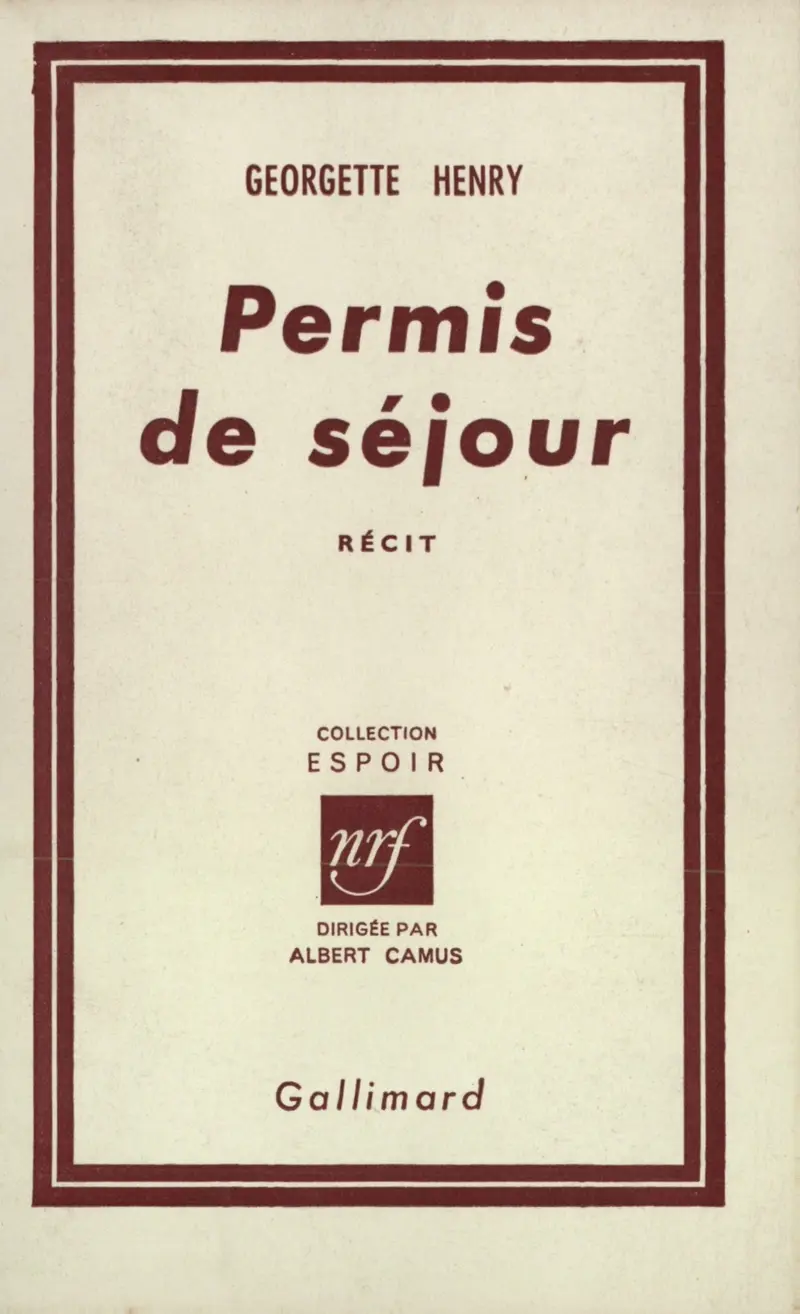 GEORGETTE HENRY
Permis
de séjour
RÉCIT
COLLECTION
ESPOIR
nrf
DIRIGÉE PAR
ALBERT CAMUS
Gallimard